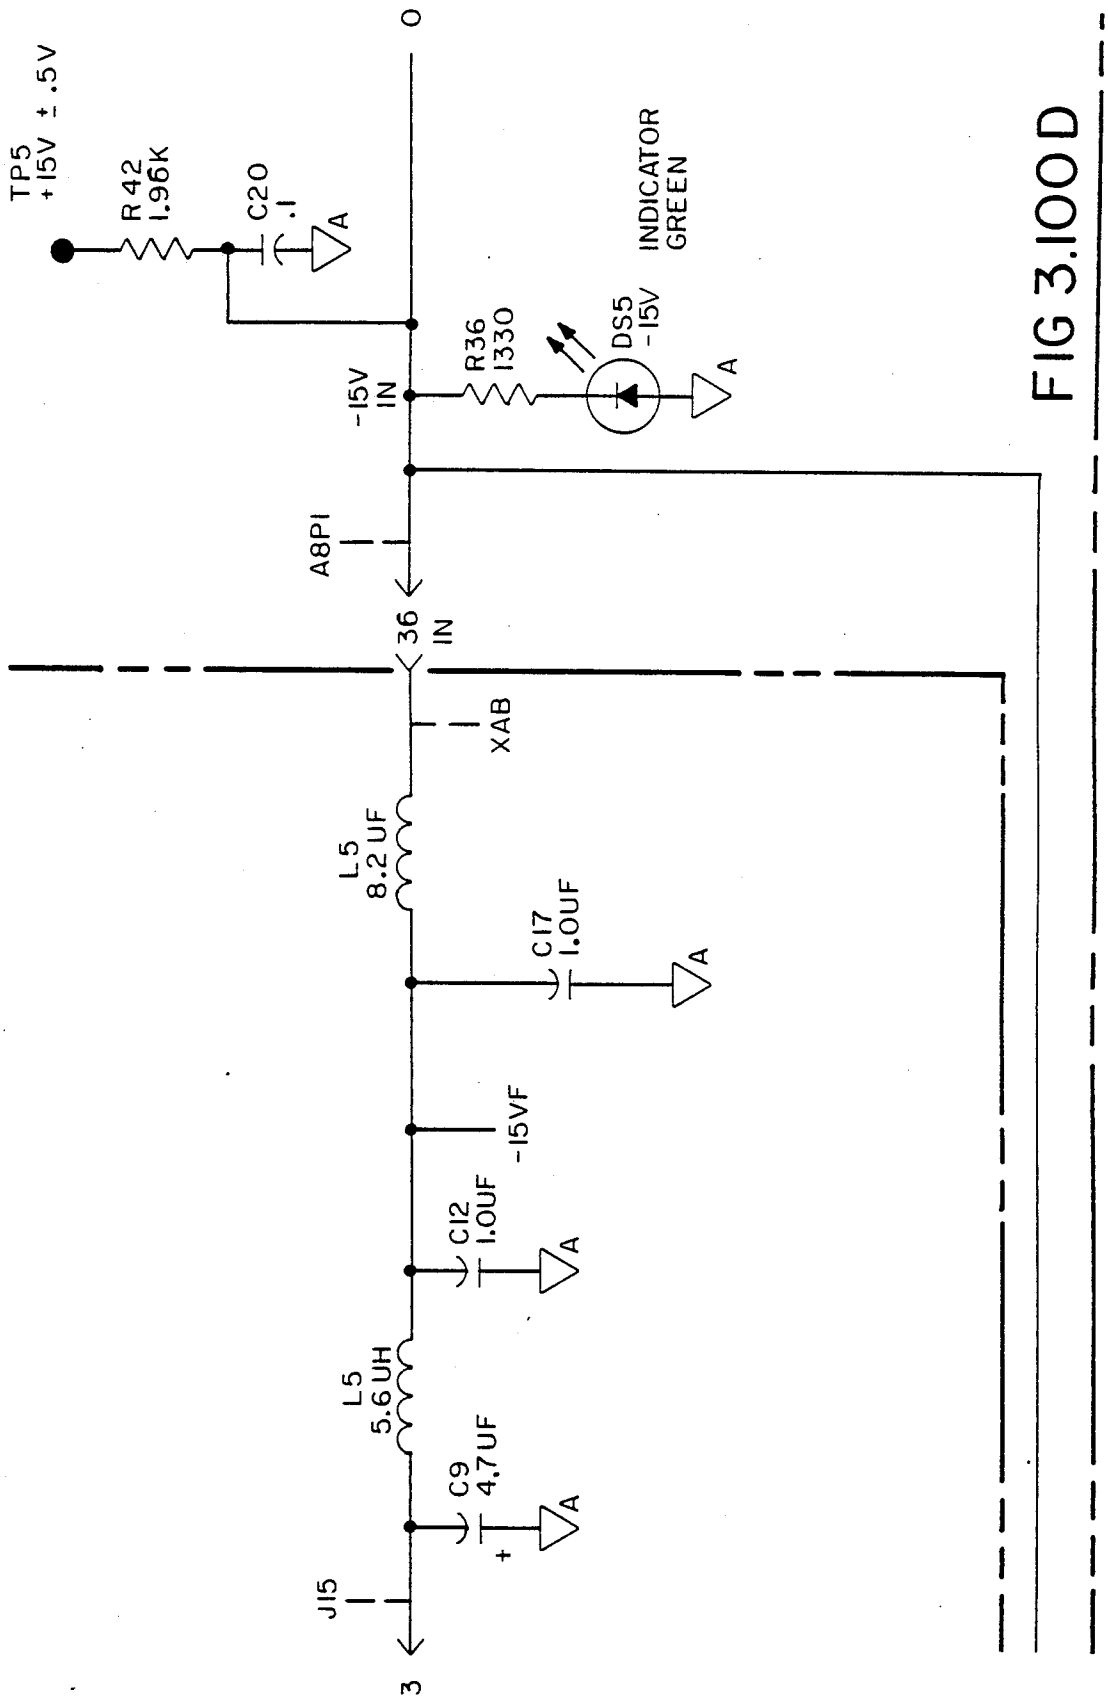 TP5
+15V ± .5V
R42
1.96K
C20
.1
A
O
-15V
IN
R36
1330
DS5
-15V
INDICATOR
GREEN
A
A8P1
36
IN
XAB
L5
8.2 UF
C17
1.0UF
A
-15VF
C12
1.0UF
A
L5
5.6 UH
C9
4.7UF
+
A
J15
3
FIG 3.100D